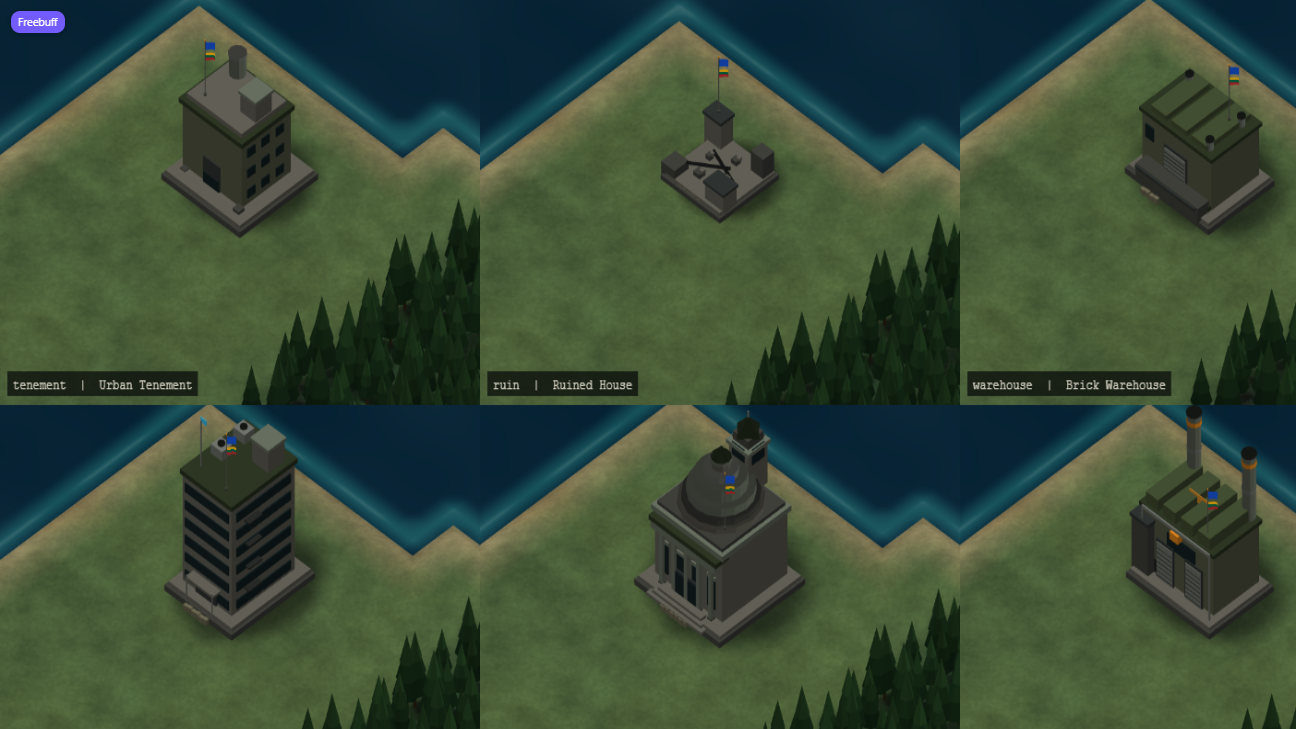 Freebuff
tenement | Urban Tenement
ruin | Ruined House
warehouse | Brick Warehouse